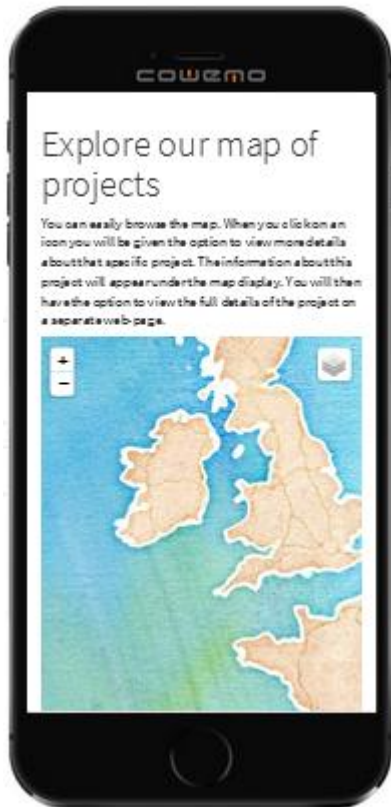 cowemo
Explore our map of
projects
You can easily browse the map. When you click on an
icon you will be given the option to view more details
about that specific project. The information about this
project will appear under the map display. You will then
have the option to view the full details of the project on
a separate web-page.
+
−